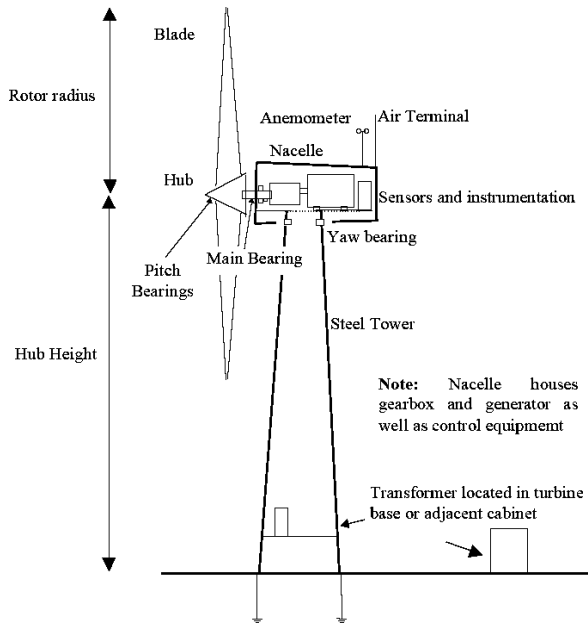 Blade
Rotor radius
Anemometer
Air Terminal
Nacelle
Hub
Sensors and instrumentation
Yaw bearing
Main Bearing
Pitch
Bearings
Steel Tower
Hub Height
Note: Nacelle houses
gearbox and generator as
well as control equipmemt
Transformer located in turbine
base or adjacent cabinet